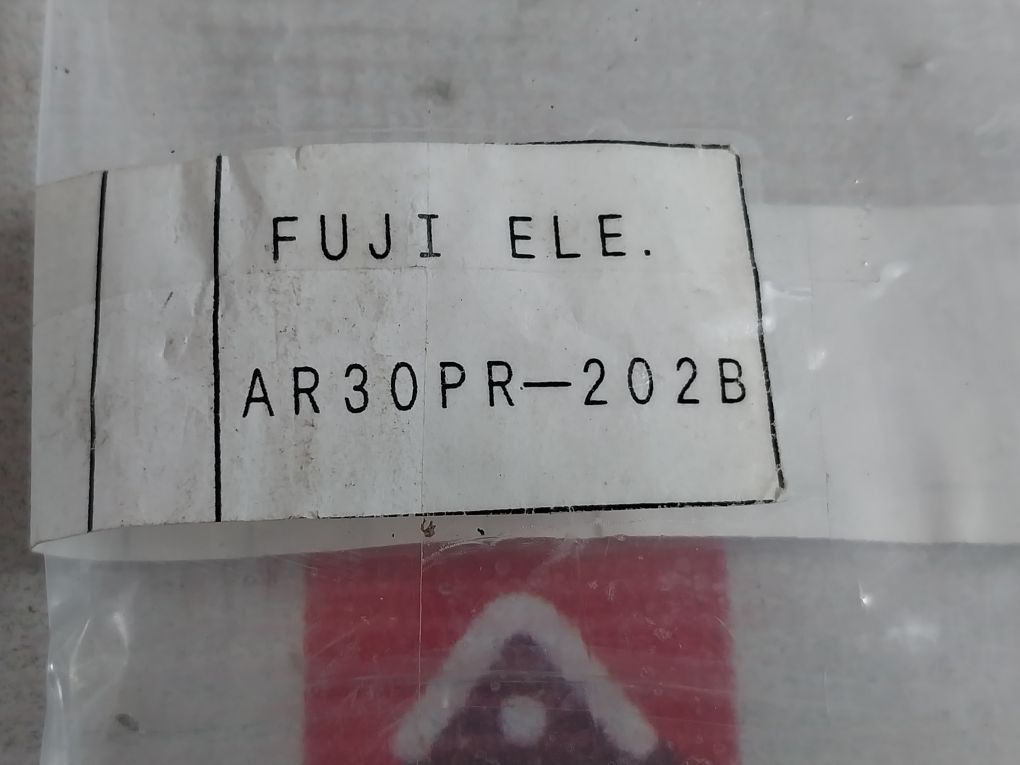 FUJI ELE.
AR30PR-202B